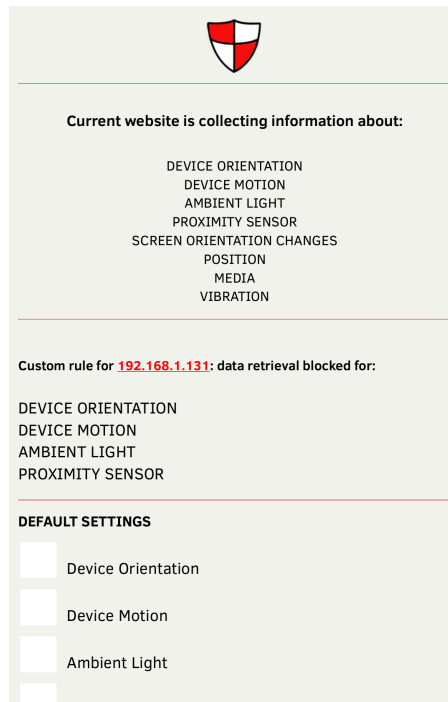 Current website is collecting information about:
DEVICE ORIENTATION
DEVICE MOTION
AMBIENT LIGHT
PROXIMITY SENSOR
SCREEN ORIENTATION CHANGES
POSITION
MEDIA
VIBRATION
Custom rule for 192.168.1.131: data retrieval blocked for:
DEVICE ORIENTATION
DEVICE MOTION
AMBIENT LIGHT
PROXIMITY SENSOR
DEFAULT SETTINGS
Device Orientation
Device Motion
Ambient Light